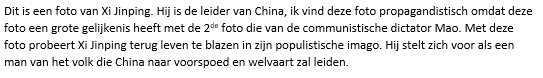 Dit is een foto van Xi Jinping. Hij is de leider van China, ik vind deze foto propagandistisch omdat deze
foto een grote gelijkenis heeft met de 2de foto die van de communistische dictator Mao. Met deze
foto probeert Xi Jinping terug leven te blazen in zijn populistische imago. Hij stelt zich voor als een
man van het volk die China naar voorspoed en welvaart zal leiden.